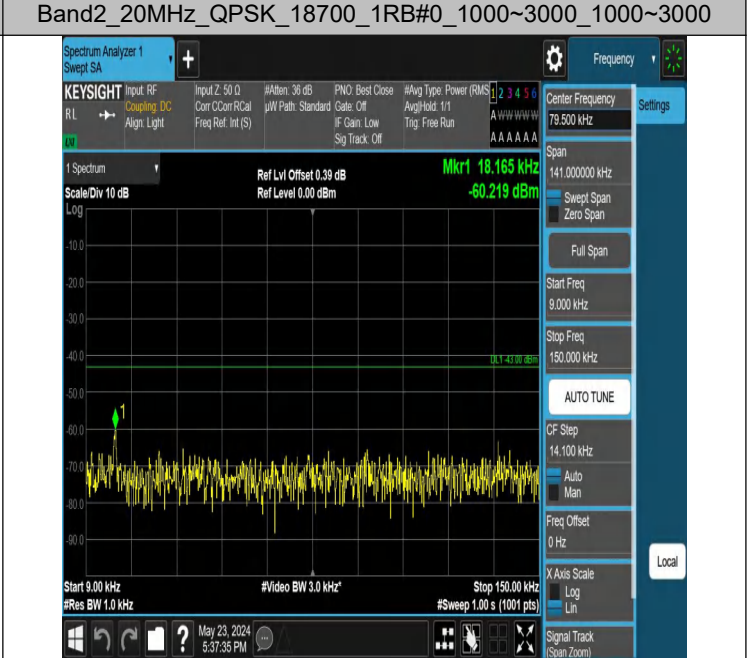 Band2_20MHz_QPSK_18700_1RB#0_1000~3000_1000~3000
Spectrum Analyzer 1
Swept SA
+
Frequency
KEYSIGHT
RL
Input: RF
Coupling: DC
Align: Light
Input Z: 50 Ω
Corr CCorr RCal
Freq Ref: Int (S)
#Atten: 36 dB
µW Path: Standard
PNO: Best Close
Gate: Off
IF Gain: Low
Sig Track: Off
#Avg Type: Power (RMS
Avg|Hold: 1/1
Trig: Free Run
1 2 3 4 5 6
A W W W W W
A A A A A A
1 Spectrum
Scale/Div 10 dB
Log
Ref Lvl Offset 0.39 dB
Ref Level 0.00 dBm
Mkr1 18.165 kHz
-60.219 dBm
-10.0
-20.0
-30.0
-40.0
-50.0
-60.0
-70.0
-80.0
-90.0
DL1 -43.00 dBm
1
Start 9.00 kHz
#Res BW 1.0 kHz
#Video BW 3.0 kHz*
Stop 150.00 kHz
#Sweep 1.00 s (1001 pts)
?
May 23, 2024
5:37:35 PM
Center Frequency
79.500 kHz
Settings
Span
141.000000 kHz
Swept Span
Zero Span
Full Span
Start Freq
9.000 kHz
Stop Freq
150.000 kHz
AUTO TUNE
CF Step
14.100 kHz
Auto
Man
Freq Offset
0 Hz
Local
X Axis Scale
Log
Lin
Signal Track
(Span Zoom)